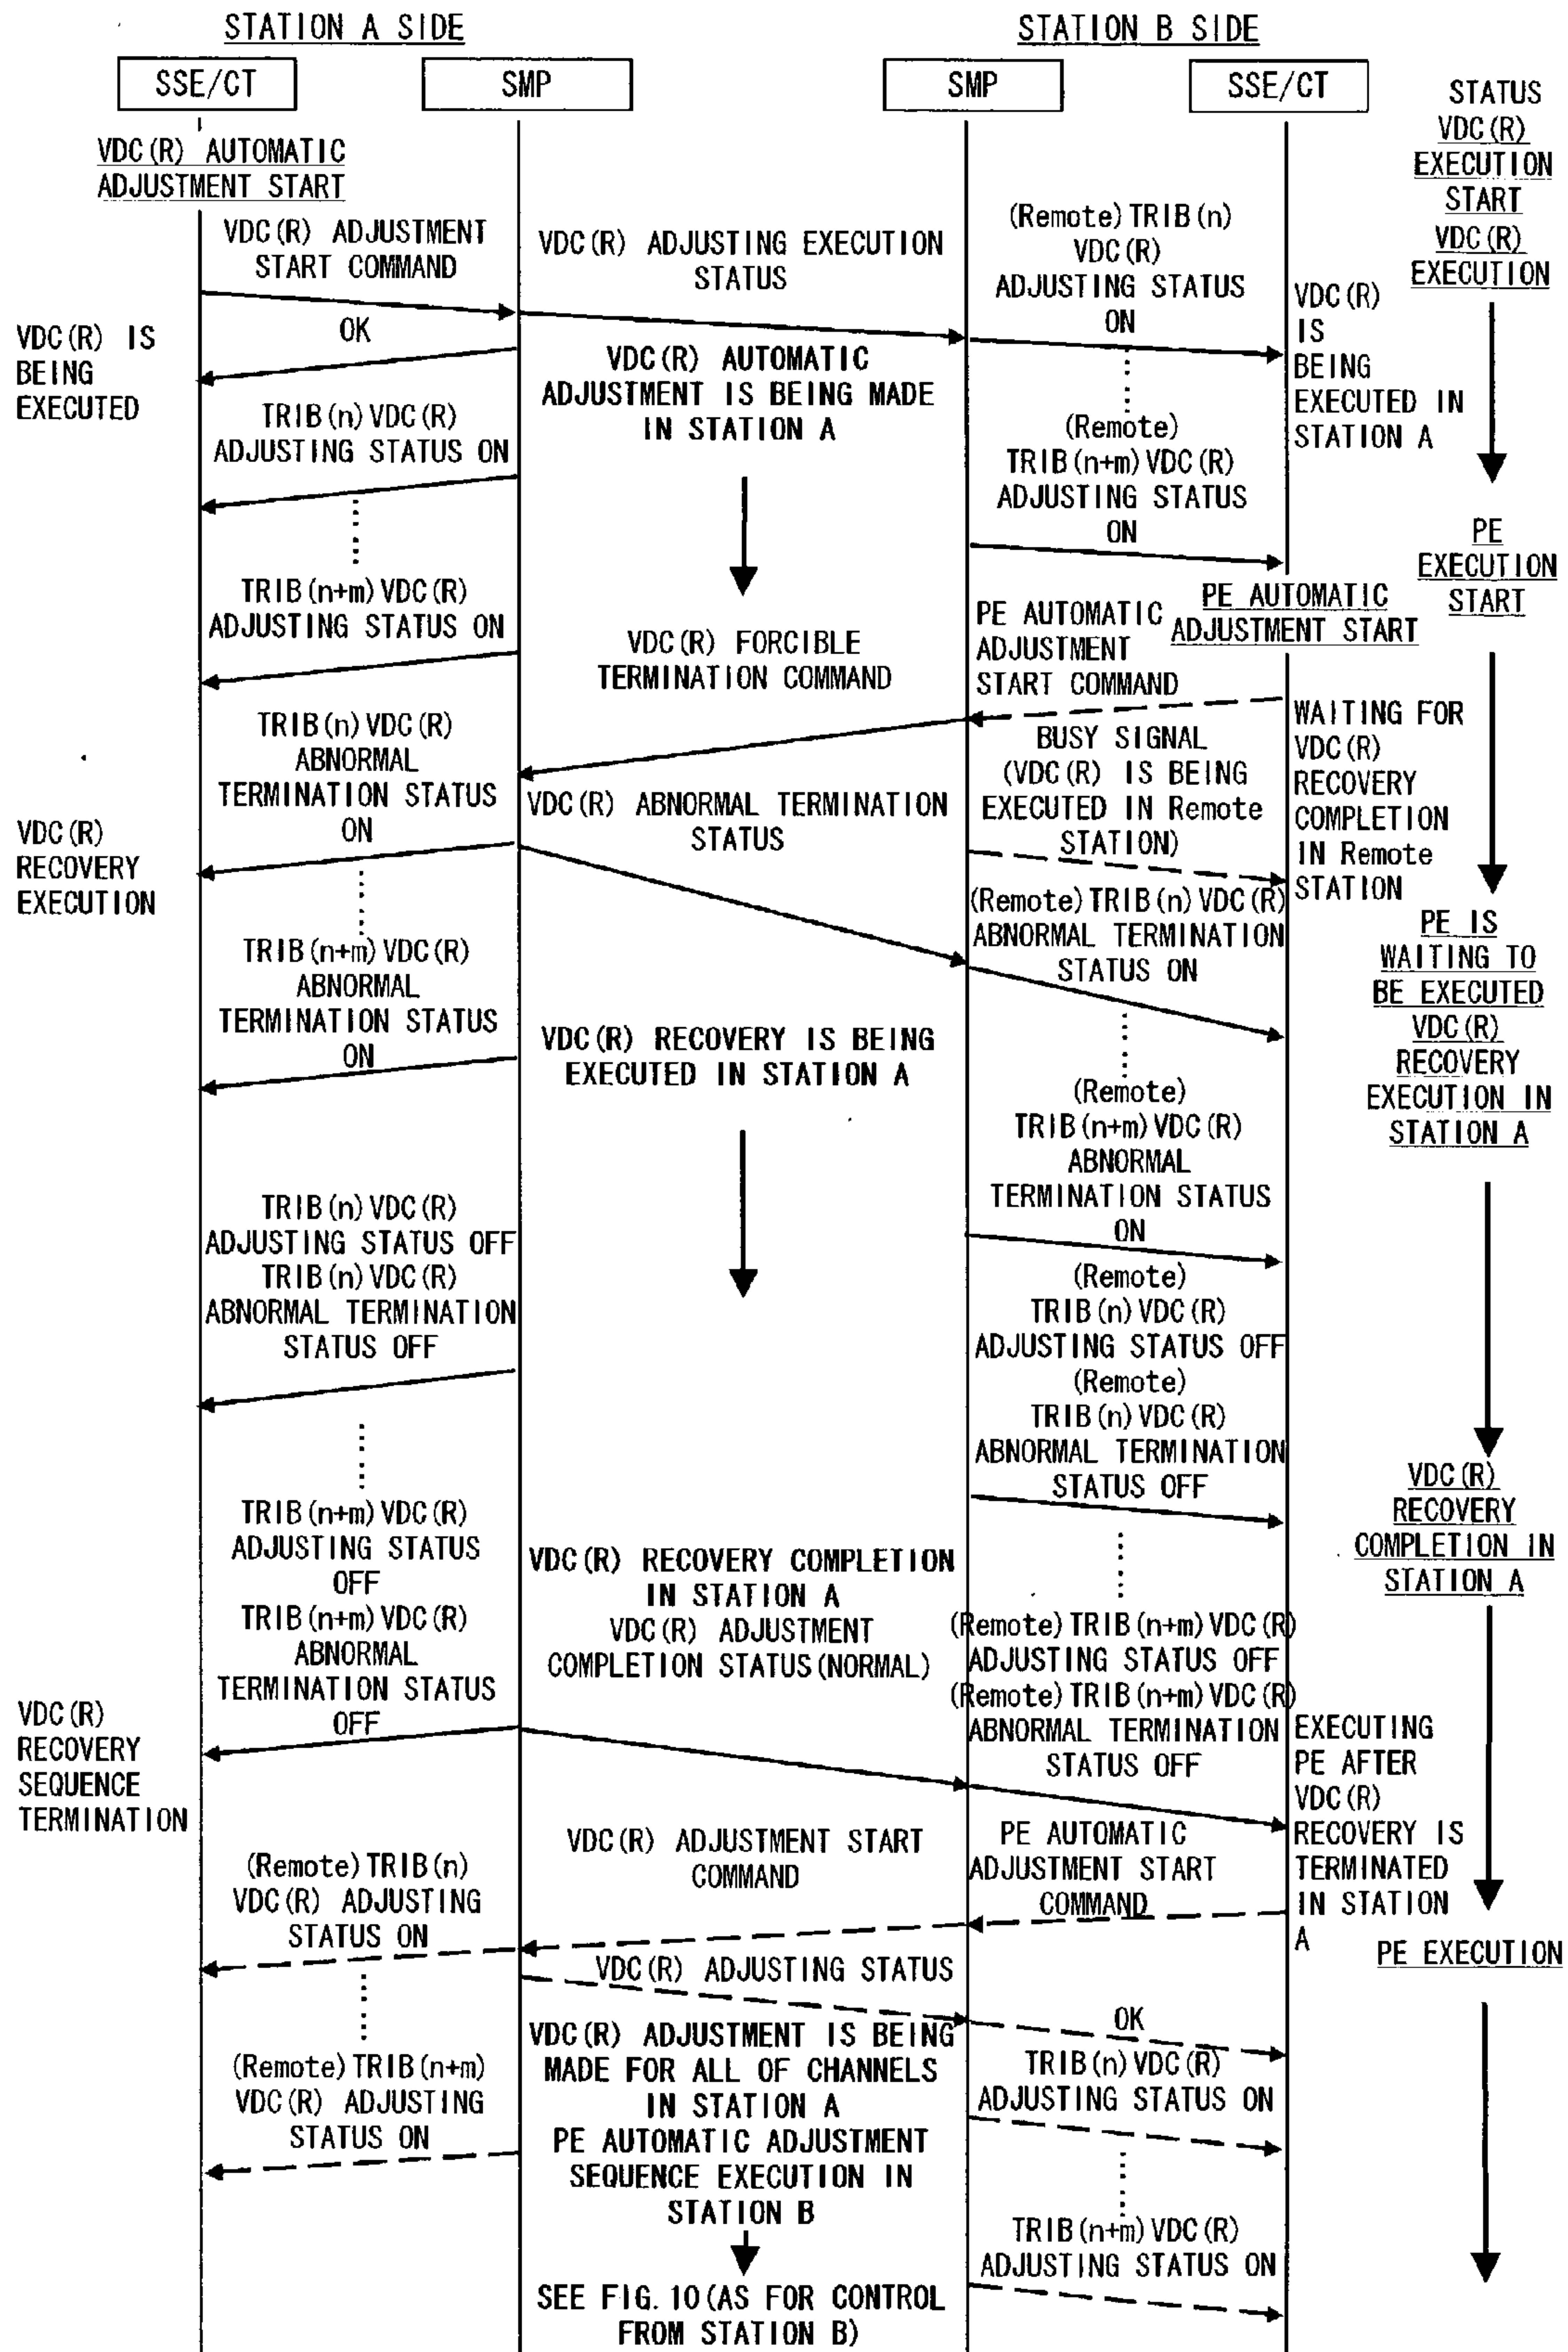 STATION A SIDE
STATION B SIDE
SSE/CT
SMP
SMP
SSE/CT
STATUS
VDC(R)
EXECUTION
START
VDC(R)
EXECUTION
VDC(R) AUTOMATIC
ADJUSTMENT START
VDC(R) ADJUSTMENT
START COMMAND
VDC(R) ADJUSTING EXECUTION
STATUS
(Remote)TRIB(n)
VDC(R)
ADJUSTING STATUS
ON
VDC(R)
IS
BEING
EXECUTED IN
STATION A
VDC(R) IS
BEING
EXECUTED
OK
VDC(R) AUTOMATIC
ADJUSTMENT IS BEING MADE
IN STATION A
TRIB(n)VDC(R)
ADJUSTING STATUS ON
(Remote)
TRIB(n+m)VDC(R)
ADJUSTING STATUS
ON
PE
EXECUTION
START
TRIB(n+m)VDC(R)
ADJUSTING STATUS ON
PE AUTOMATIC
ADJUSTMENT START
PE AUTOMATIC
ADJUSTMENT
START COMMAND
VDC(R) FORCIBLE
TERMINATION COMMAND
WAITING FOR
VDC(R)
RECOVERY
COMPLETION
IN Remote
STATION
TRIB(n)VDC(R)
ABNORMAL
TERMINATION STATUS
ON
BUSY SIGNAL
(VDC(R) IS BEING
EXECUTED IN Remote
STATION)
VDC(R) ABNORMAL TERMINATION
STATUS
VDC(R)
RECOVERY
EXECUTION
(Remote)TRIB(n)VDC(R)
ABNORMAL TERMINATION
STATUS ON
PE IS
WAITING TO
BE EXECUTED
VDC(R)
RECOVERY
EXECUTION IN
STATION A
TRIB(n+m)VDC(R)
ABNORMAL
TERMINATION STATUS
ON
VDC(R) RECOVERY IS BEING
EXECUTED IN STATION A
(Remote)
TRIB(n+m)VDC(R)
ABNORMAL
TERMINATION STATUS
ON
TRIB(n)VDC(R)
ADJUSTING STATUS OFF
TRIB(n)VDC(R)
ABNORMAL TERMINATION
STATUS OFF
(Remote)
TRIB(n)VDC(R)
ADJUSTING STATUS OFF
(Remote)
TRIB(n)VDC(R)
ABNORMAL TERMINATION
STATUS OFF
VDC(R)
RECOVERY
COMPLETION IN
STATION A
TRIB(n+m)VDC(R)
ADJUSTING STATUS
OFF
TRIB(n+m)VDC(R)
ABNORMAL
TERMINATION STATUS
OFF
VDC(R) RECOVERY COMPLETION
IN STATION A
VDC(R) ADJUSTMENT
COMPLETION STATUS(NORMAL)
(Remote)TRIB(n+m)VDC(R)
ADJUSTING STATUS OFF
(Remote)TRIB(n+m)VDC(R)
ABNORMAL TERMINATION
STATUS OFF
VDC(R)
RECOVERY
SEQUENCE
TERMINATION
EXECUTING
PE AFTER
VDC(R)
RECOVERY IS
TERMINATED
IN STATION
A
VDC(R) ADJUSTMENT START
COMMAND
PE AUTOMATIC
ADJUSTMENT START
COMMAND
(Remote)TRIB(n)
VDC(R) ADJUSTING
STATUS ON
PE EXECUTION
VDC(R) ADJUSTING STATUS
OK
VDC(R) ADJUSTMENT IS BEING
MADE FOR ALL OF CHANNELS
IN STATION A
PE AUTOMATIC ADJUSTMENT
SEQUENCE EXECUTION IN
STATION B
TRIB(n)VDC(R)
ADJUSTING STATUS ON
(Remote)TRIB(n+m)
VDC(R) ADJUSTING
STATUS ON
TRIB(n+m)VDC(R)
ADJUSTING STATUS ON
SEE FIG. 10(AS FOR CONTROL
FROM STATION B)